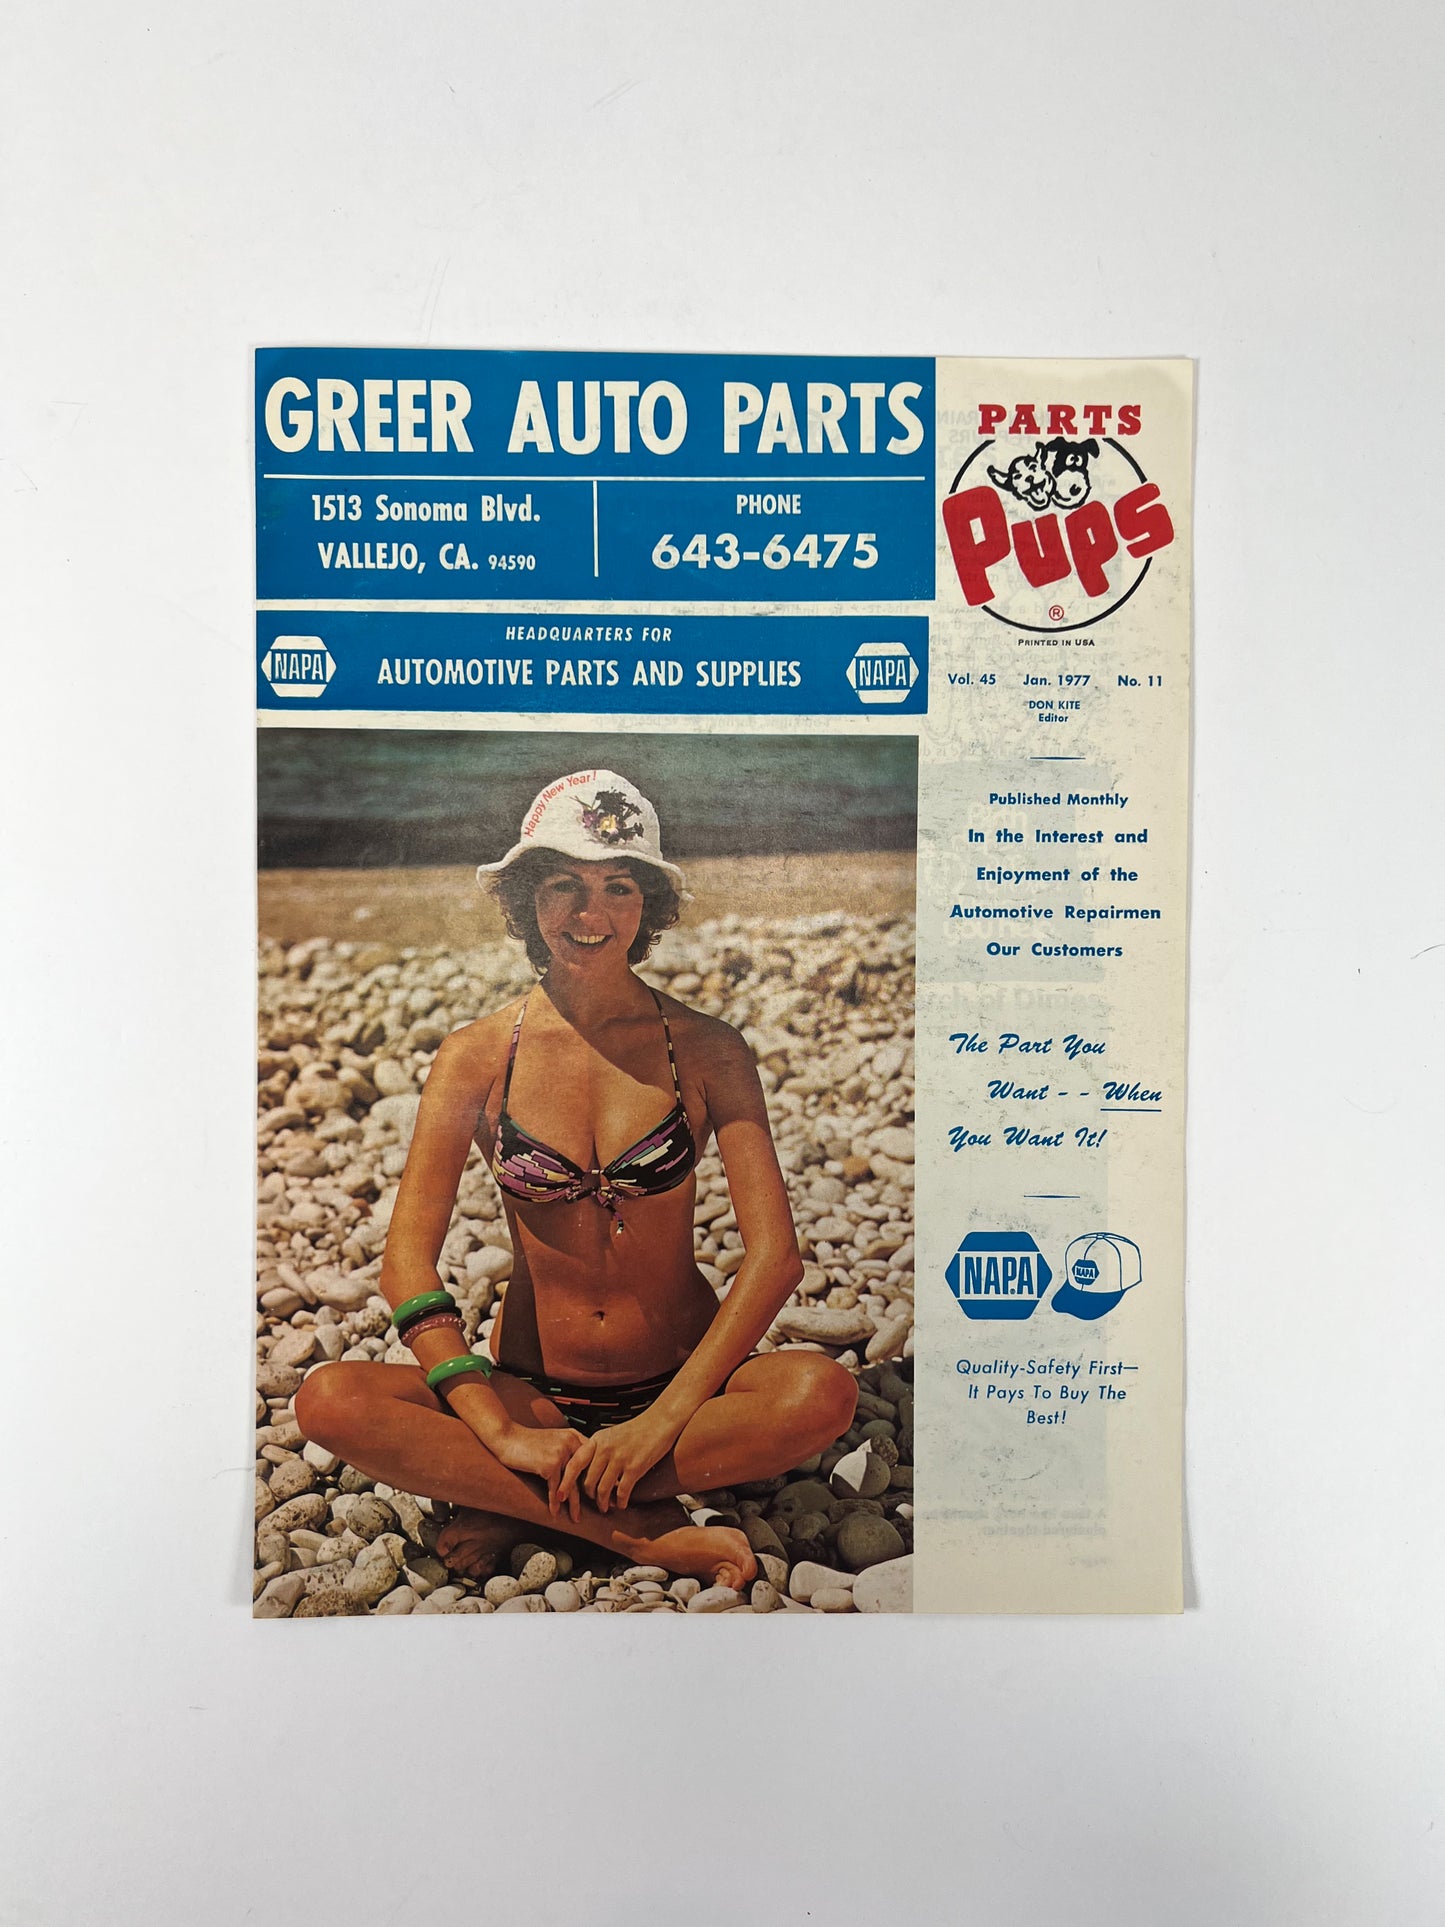 GREER AUTO PARTS
1513 Sonoma Blvd.
VALLEJO, CA. 94590
PHONE
643-6475
HEADQUARTERS FOR
AUTOMOTIVE PARTS AND SUPPLIES
NAPA
NAPA
PARTS
Pups
®
PRINTED IN USA
Vol. 45 Jan. 1977 No. 11
DON KITE
Editor
Published Monthly
In the Interest and
Enjoyment of the
Automotive Repairmen
Our Customers
The Part You
Want - - When
You Want It!
NAPA
NAPA
Quality-Safety First—
It Pays To Buy The
Best!
Happy New Year!